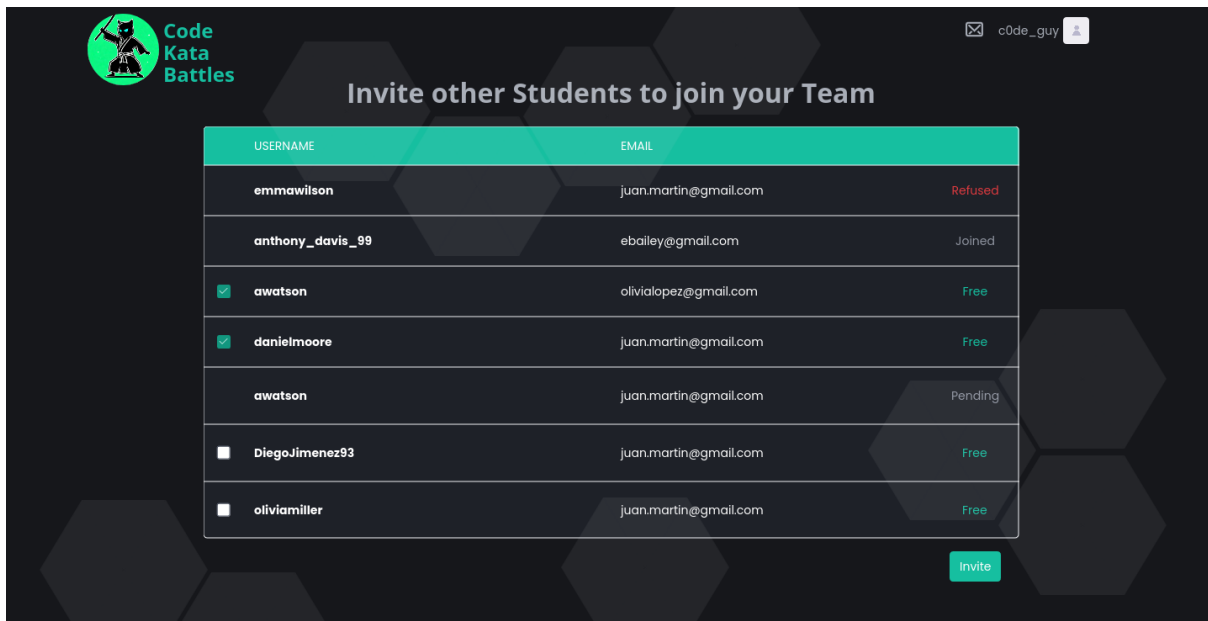 Code
Kata
Battles
c0de_guy
Invite other Students to join your Team
USERNAME EMAIL
emmawilson juan.martin@gmail.com Refused
anthony_davis_99 ebailey@gmail.com Joined
awatson olivialopez@gmail.com Free
danielmoore juan.martin@gmail.com Free
awatson juan.martin@gmail.com Pending
DiegoJimenez93 juan.martin@gmail.com Free
oliviamiller juan.martin@gmail.com Free
Invite